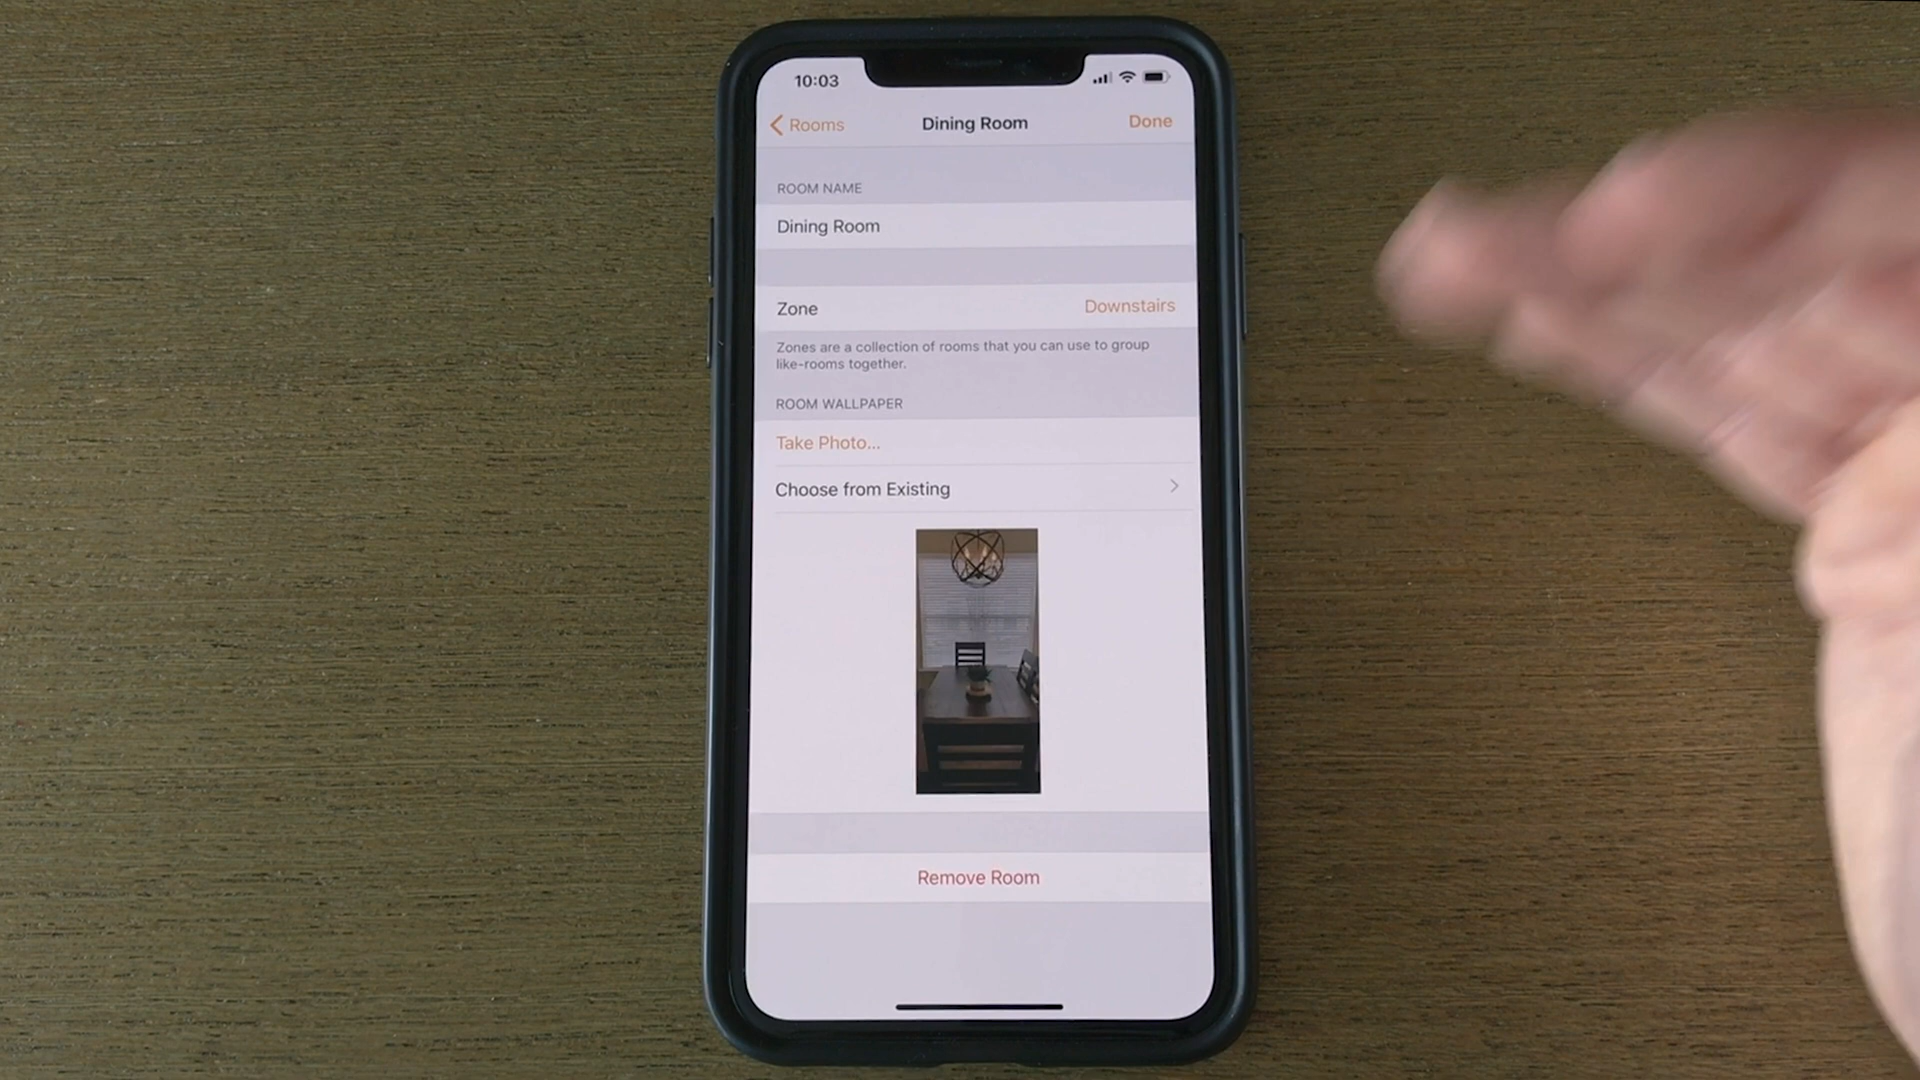 10:03
Rooms
Dining Room
Done
ROOM NAME
Dining Room
Zone
Downstairs
Zones are a collection of rooms that you can use to group
like-rooms together.
ROOM WALLPAPER
Take Photo...
Choose from Existing
Remove Room